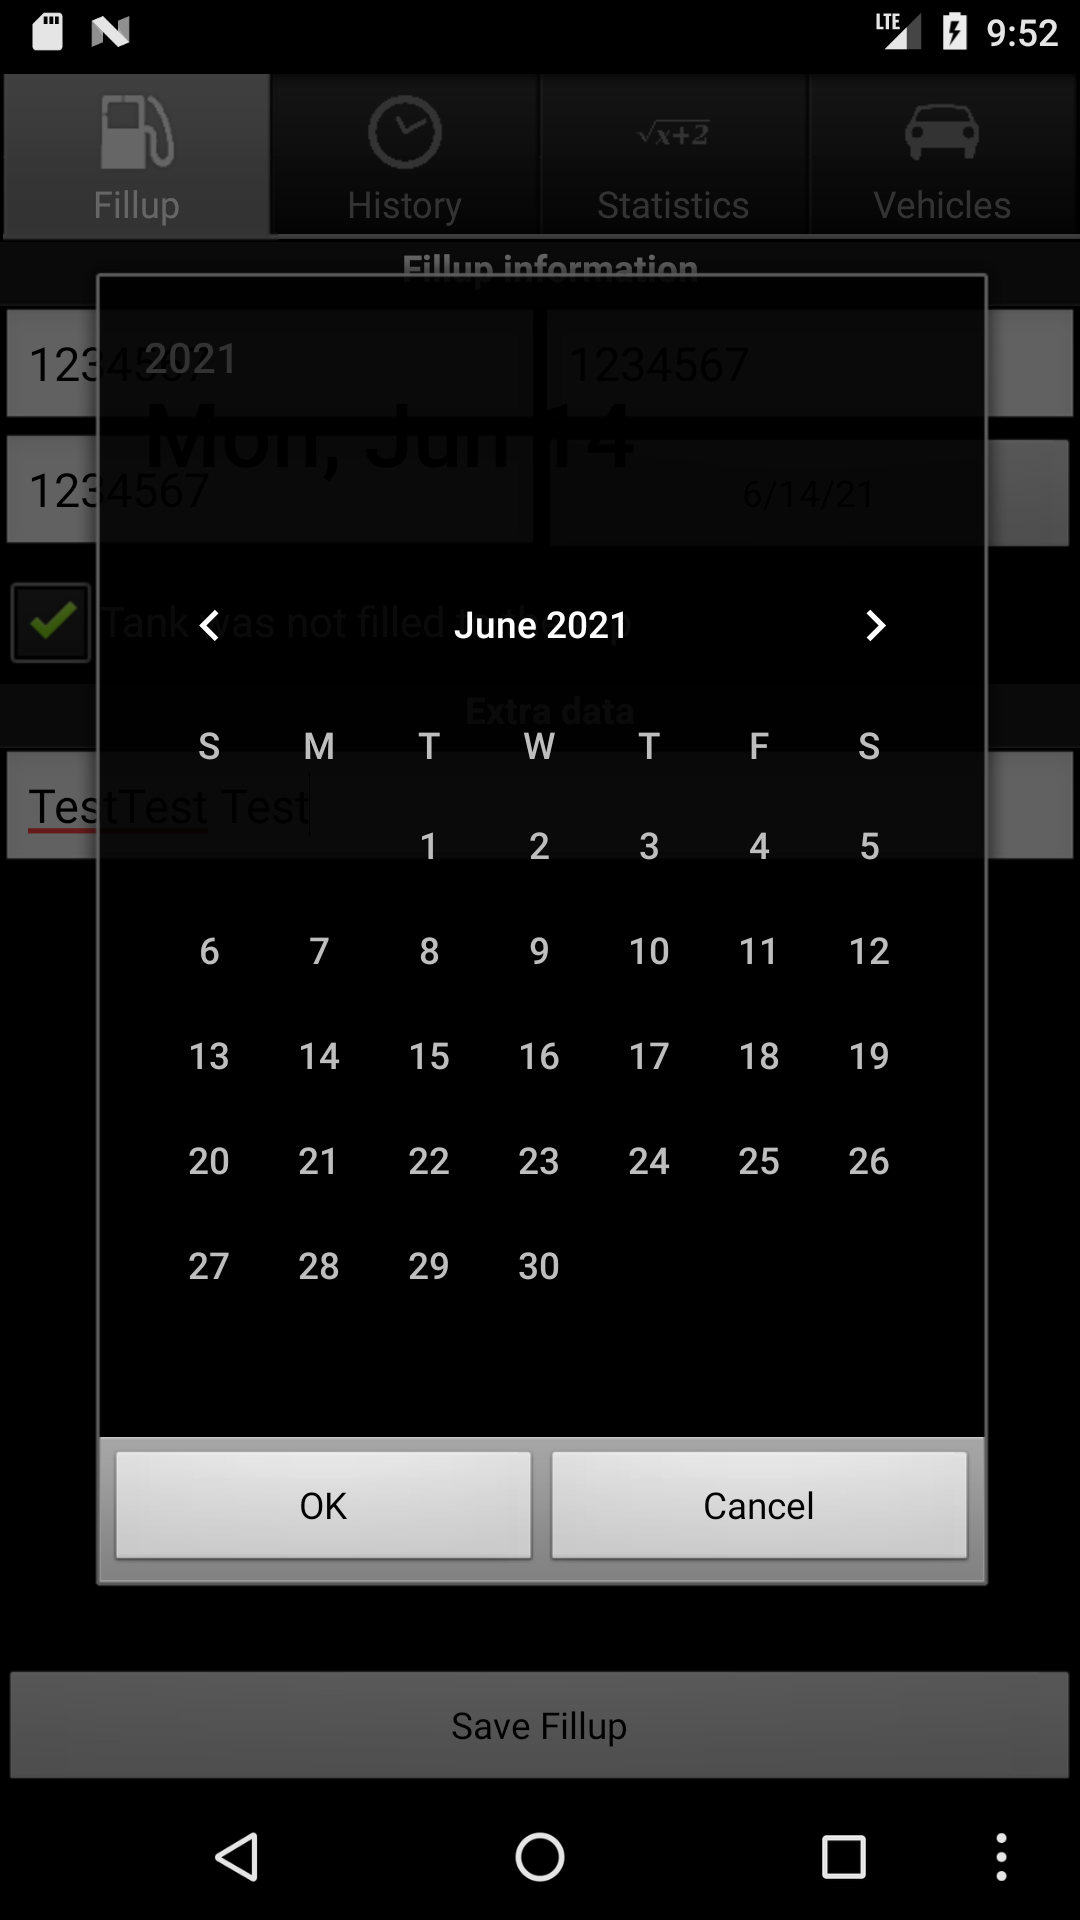 LTE 9:52
Fillup History √x+2 Statistics Vehicles
Fillup information
1234567 1234567
2021
Mon, Jun 14
1234567 6/14/21
Tank was not filled to the
June 2021
Extra data
S M T W T F S
TestTest Test
1 2 3 4 5
6 7 8 9 10 11 12
13 14 15 16 17 18 19
20 21 22 23 24 25 26
27 28 29 30
OK Cancel
Save Fillup